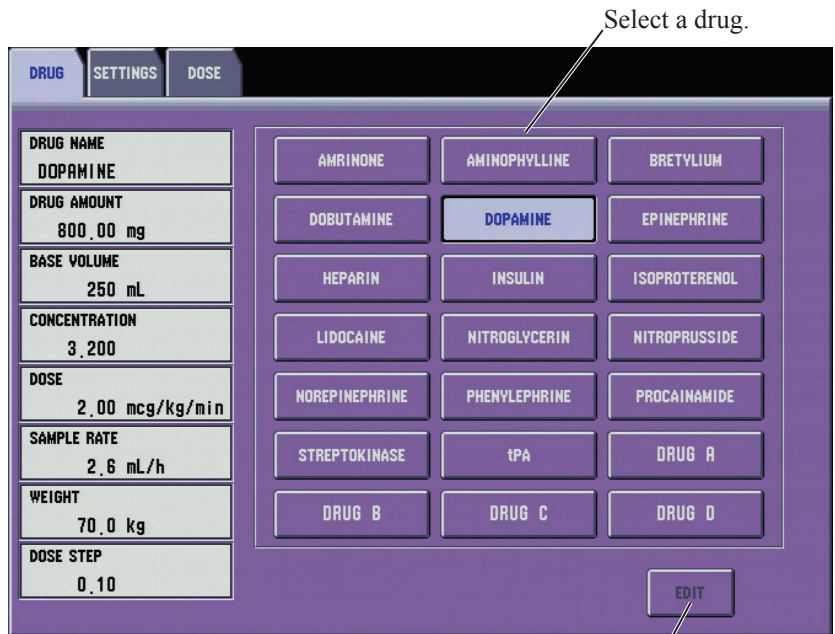 Select a drug.
DRUG SETTINGS DOSE
DRUG NAME
DOPAMINE
DRUG AMOUNT
800.00 mg
BASE VOLUME
250 mL
CONCENTRATION
3.200
DOSE
2.00 mcg/kg/min
SAMPLE RATE
2.6 mL/h
WEIGHT
70.0 kg
DOSE STEP
0.10
AMRINONE AMINOPHYLLINE BRETYLIUM
DOBUTAMINE DOPAMINE EPINEPHRINE
HEPARIN INSULIN ISOPROTERENOL
LIDOCAINE NITROGLYCERIN NITROPRUSSIDE
NOREPINEPHRINE PHENYLEPHRINE PROCAINAMIDE
STREPTOKINASE tPA DRUG A
DRUG B DRUG C DRUG D
EDIT